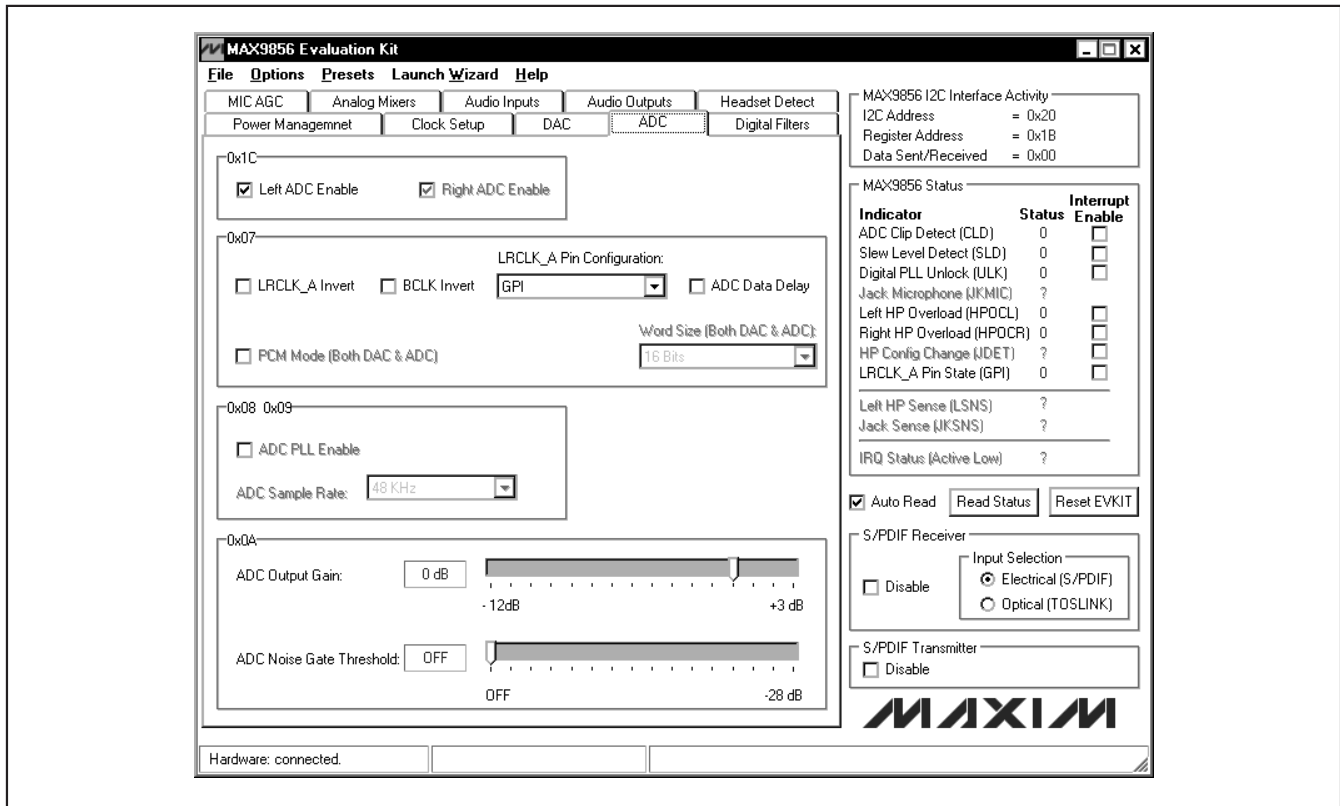 MAX9856 Evaluation Kit
File Options Presets Launch Wizard Help
MIC AGC Analog Mixers Audio Inputs Audio Outputs Headset Detect
Power Managemnet Clock Setup DAC ADC Digital Filters
0x1C
Left ADC Enable Right ADC Enable
0x07
LRCLK_A Pin Configuration:
LRCLK_A Invert BCLK Invert GPI ADC Data Delay
Word Size (Both DAC & ADC):
PCM Mode (Both DAC & ADC) 16 Bits
0x08 0x09
ADC PLL Enable
ADC Sample Rate: 48 KHz
0x0A
ADC Output Gain: 0 dB
- 12dB +3 dB
ADC Noise Gate Threshold: OFF
OFF -28 dB
MAX9856 I2C Interface Activity
I2C Address = 0x20
Register Address = 0x1B
Data Sent/Received = 0x00
MAX9856 Status
Interrupt
Indicator Status Enable
ADC Clip Detect (CLD) 0
Slew Level Detect (SLD) 0
Digital PLL Unlock (ULK) 0
Jack Microphone (JKMIC) ?
Left HP Overload (HPOCL) 0
Right HP Overload (HPOCR) 0
HP Config Change (JDET) ?
LRCLK_A Pin State (GPI) 0
Left HP Sense (LSNS) ?
Jack Sense (JKSNS) ?
IRQ Status (Active Low) ?
Auto Read Read Status Reset EVKIT
S/PDIF Receiver
Input Selection
Disable Electrical (S/PDIF)
Optical (TOSLINK)
S/PDIF Transmitter
Disable
MAXIM
Hardware: connected.